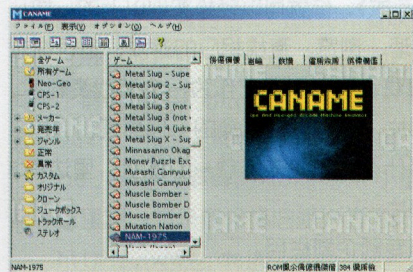 CANAME
ファイル(F) 表示(V) オプション(O) ヘルプ(H)
全ゲーム
所有ゲーム
Neo-Geo
CPS-1
CPS-2
メーカー
発売年
ジャンル
正常
異常
カスタム
オリジナル
クローン
ジュークボックス
トラックボール
ステレオ
ゲーム
Metal Slug - Supe
Metal Slug 2 - Sup
Metal Slug 3
Metal Slug 3 (not
Metal Slug 3 (not
Metal Slug 4 (juke
Metal Slug X - Sup
Minnasanno Okag
Money Puzzle Exc
Musashi Ganryuuk
Musashi Ganryuuk
Muscle Bomber -
Muscle Bomber D
Muscle Bomber D
Mutation Nation
NAM-1975
CANAME
NAM-1975